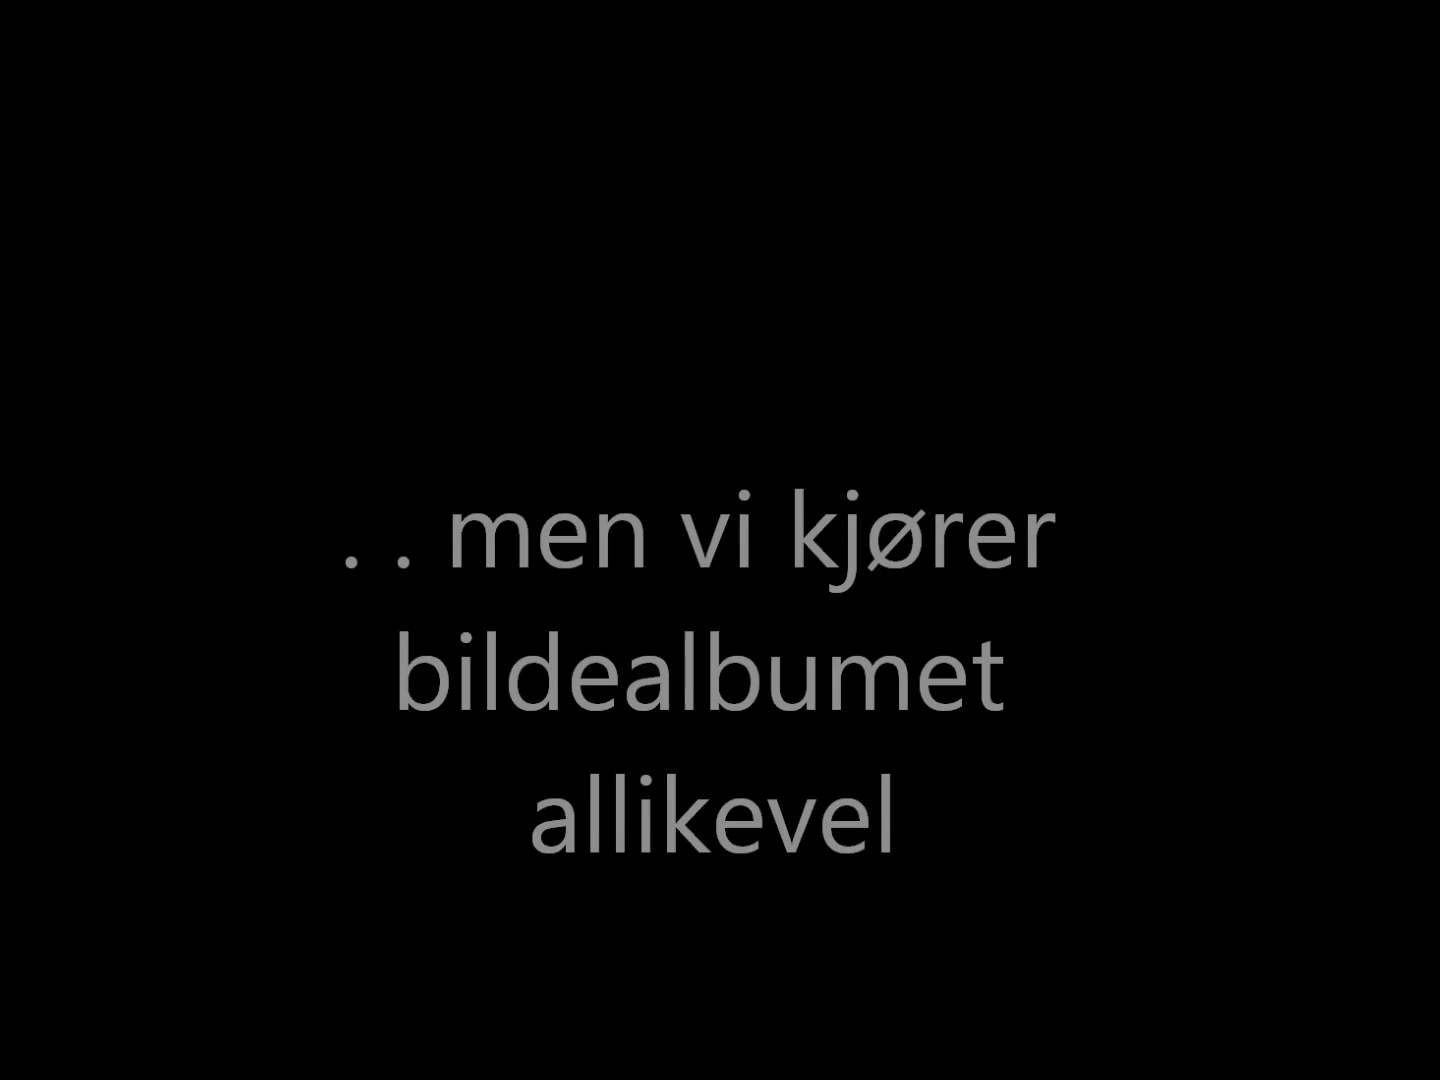 . . men vi kjører
bildealbumet
allikevel